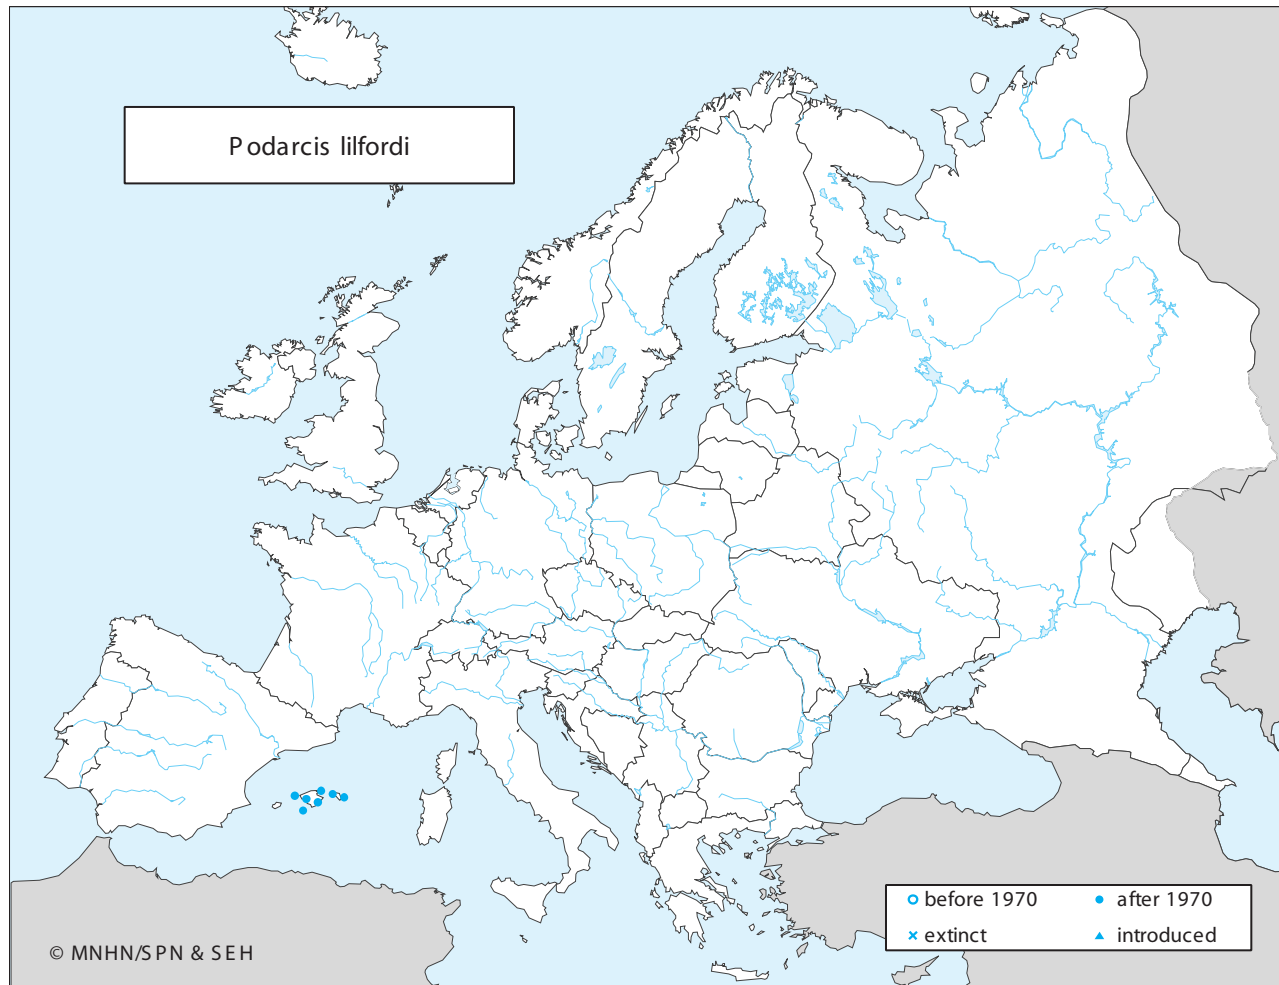 Podarcis lilfordi
before 1970
after 1970
extinct
introduced
© MNHN/SPN & SEH